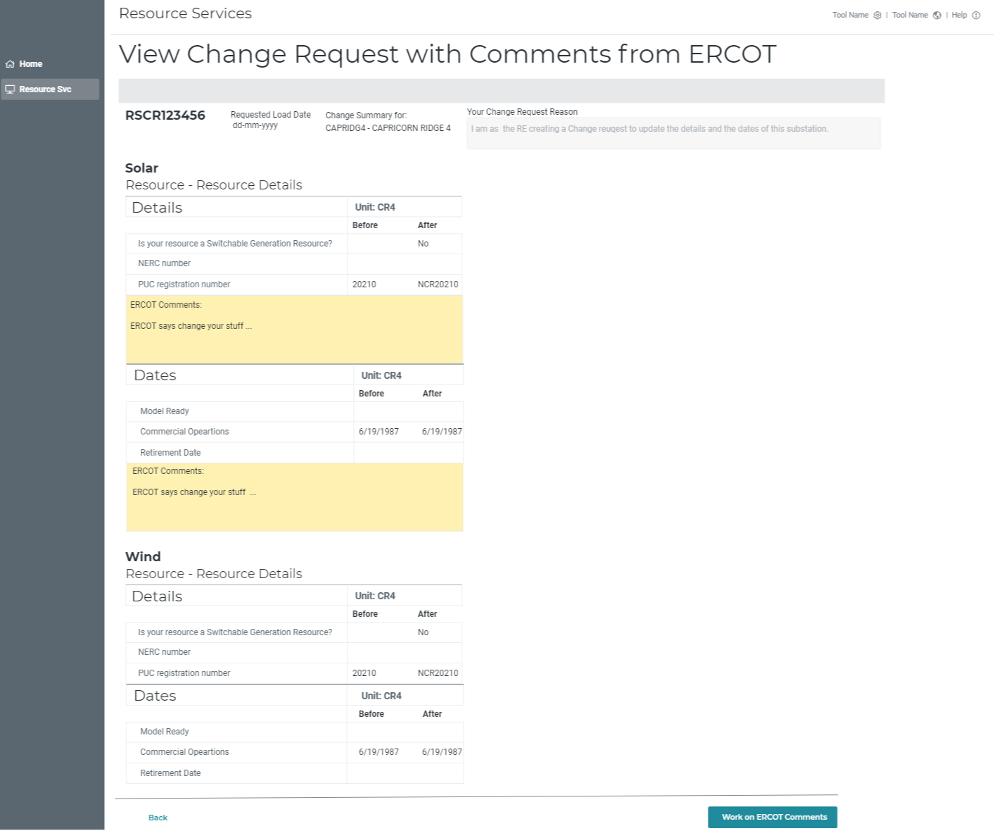 Resource Services
Tool Name | Tool Name | Help
Home
Resource Svc
View Change Request with Comments from ERCOT
RSCR123456
Requested Load Date
dd-mm-yyyy
Change Summary for:
CAPRIDG4 - CAPRICORN RIDGE 4
Your Change Request Reason
I am as the RE creating a Change reuqest to update the details and the dates of this substation.
Solar
Resource - Resource Details
Details Unit: CR4
Before After
Is your resource a Switchable Generation Resource? No
NERC number
PUC registration number 20210 NCR20210
ERCOT Comments:
ERCOT says change your stuff ...
Dates Unit: CR4
Before After
Model Ready
Commercial Opeartions 6/19/1987 6/19/1987
Retirement Date
ERCOT Comments:
ERCOT says change your stuff ...
Wind
Resource - Resource Details
Details Unit: CR4
Before After
Is your resource a Switchable Generation Resource? No
NERC number
PUC registration number 20210 NCR20210
Dates Unit: CR4
Before After
Model Ready
Commercial Opeartions 6/19/1987 6/19/1987
Retirement Date
Back
Work on ERCOT Comments